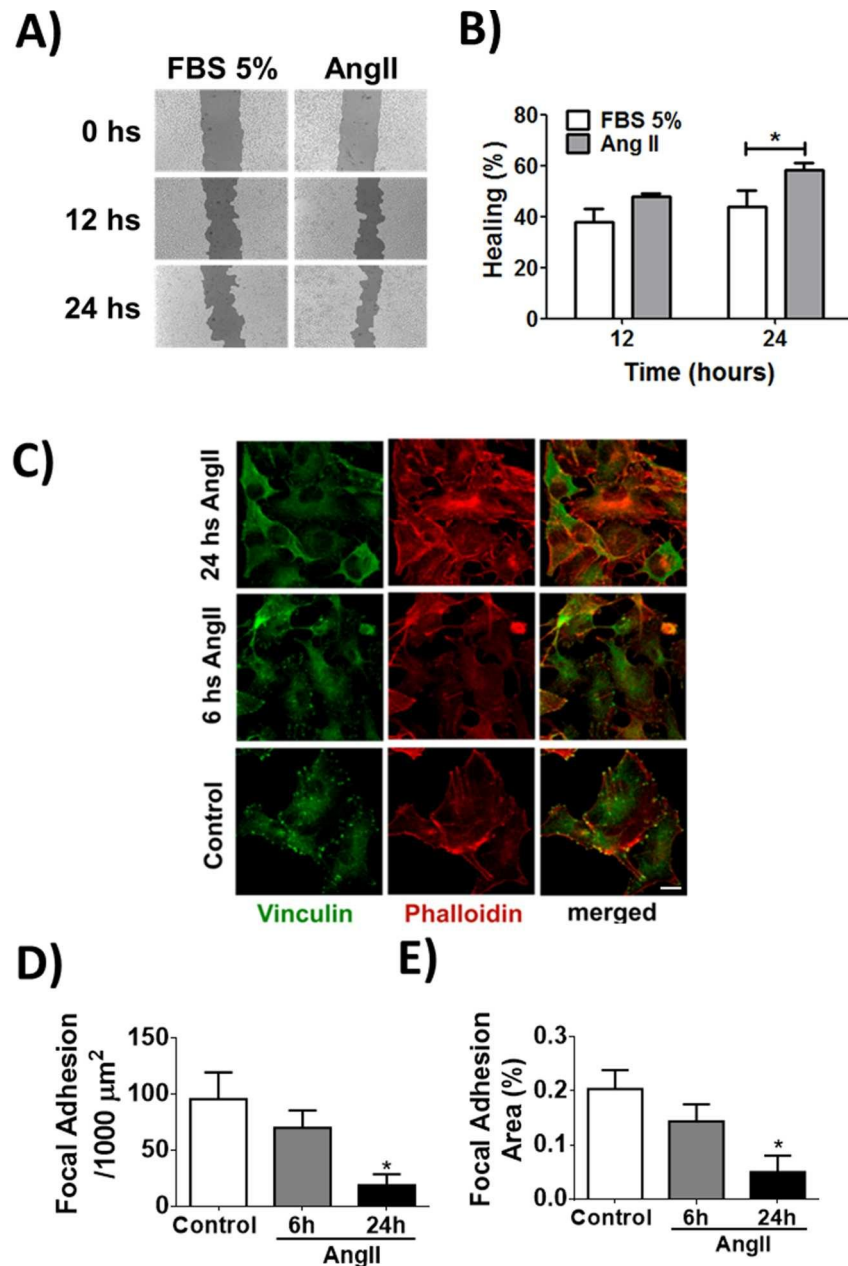 A)
FBS 5% AngII
0 hs
12 hs
24 hs
B)
Healing (%)
80
60
40
20
0
FBS 5%
Ang II
*
12 24
Time (hours)
C)
24 hs AngII
6 hs AngII
Control
Vinculin Phalloidin merged
D)
Focal Adhesion
/1000 µm²
150
100
50
0
*
Control 6h 24h
AngII
E)
Focal Adhesion
Area (%)
0.3
0.2
0.1
0.0
*
Control 6h 24h
AngII